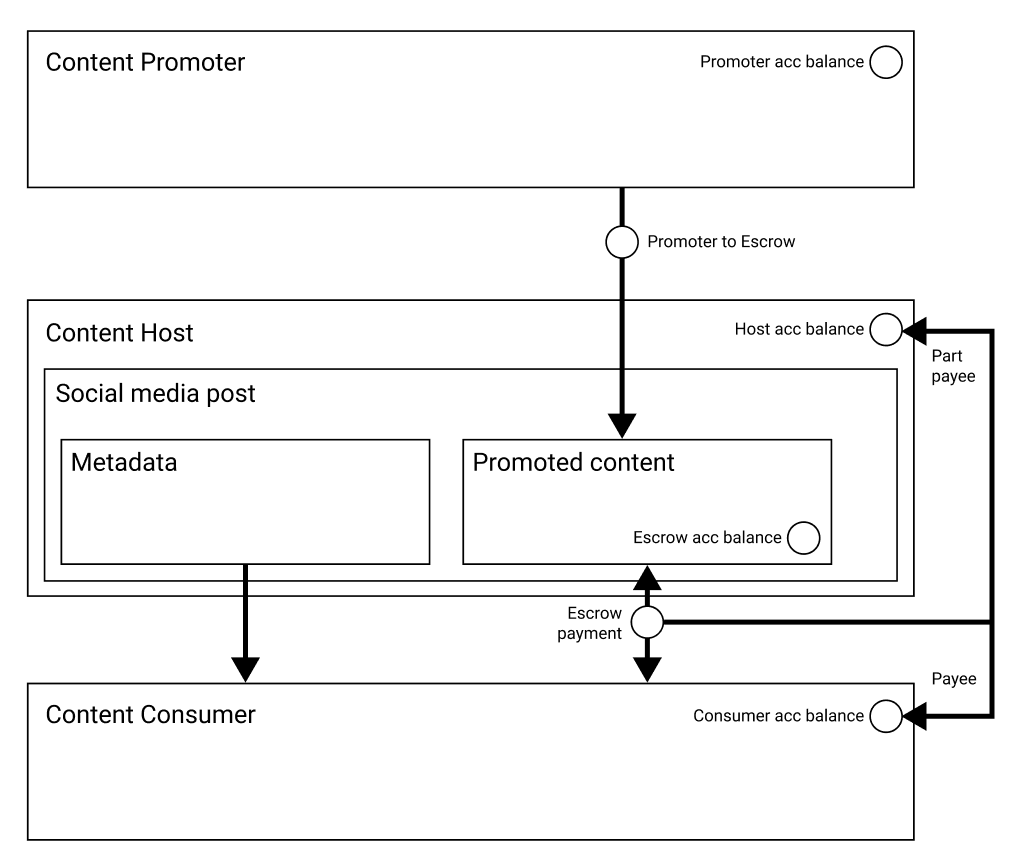 Content Promoter
Promoter acc balance
Promoter to Escrow
Content Host
Host acc balance
Part
payee
Social media post
Metadata
Promoted content
Escrow acc balance
Escrow
payment
Payee
Content Consumer
Consumer acc balance